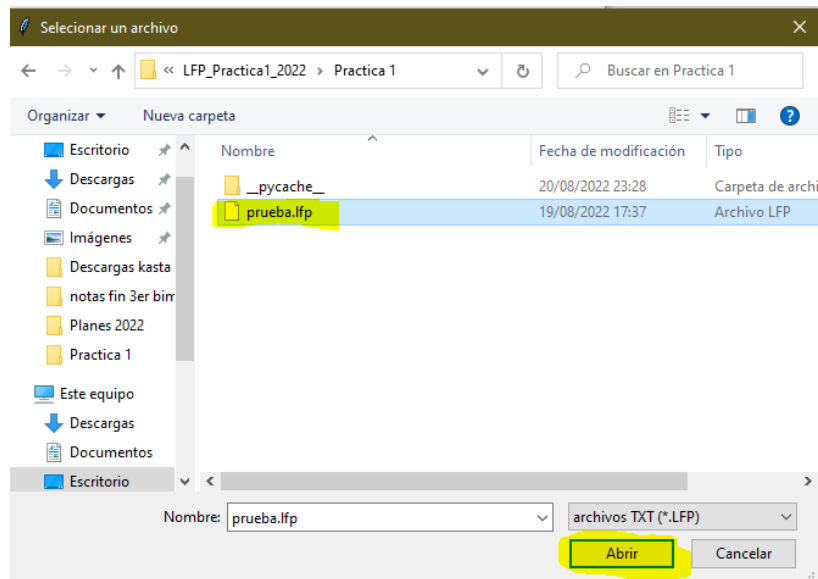 Selecionar un archivo
« LFP_Practica1_2022 > Practica 1
Buscar en Practica 1
Organizar
Nueva carpeta
Nombre
Fecha de modificación
Tipo
Escritorio
Descargas
Documentos
Imágenes
Descargas kasta
notas fin 3er bim
Planes 2022
Practica 1
Este equipo
Descargas
Documentos
Escritorio
__pycache__ 20/08/2022 23:28 Carpeta de archi
prueba.lfp 19/08/2022 17:37 Archivo LFP
Nombre: prueba.lfp
archivos TXT (*.LFP)
Abrir
Cancelar